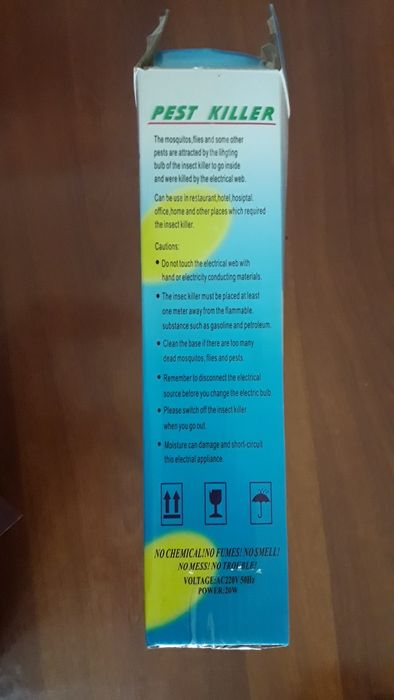 PEST KILLER
The mosquitos,flies and some other
pests are attracted by the lihgting
bulb of the insect killer to go inside
and were killed by the electrical web.
Can be use in restaurant,hotel,hosiptal,
office,home and other places which required
the insect killer.
Cautions:
• Do not touch the electrical web with
hand or electricity conducting materials.
• The insec killer must be placed at least
one meter away from the flammable
substance such as gasoline and petroleum.
• Clean the base if there are too many
dead mosquitos, flies and pests.
• Remember to disconnect the electrical
source before you change the electric bulb
• Please switch off the insect killer
when you go out.
• Moisture can damage and short-circuit
this electrial appliance.
NO CHEMICAL!NO FUMES! NO SMELL!
NO MESS! NO TROUBLE!
VOLTAGE:AC220V 50Hz
POWER:20W